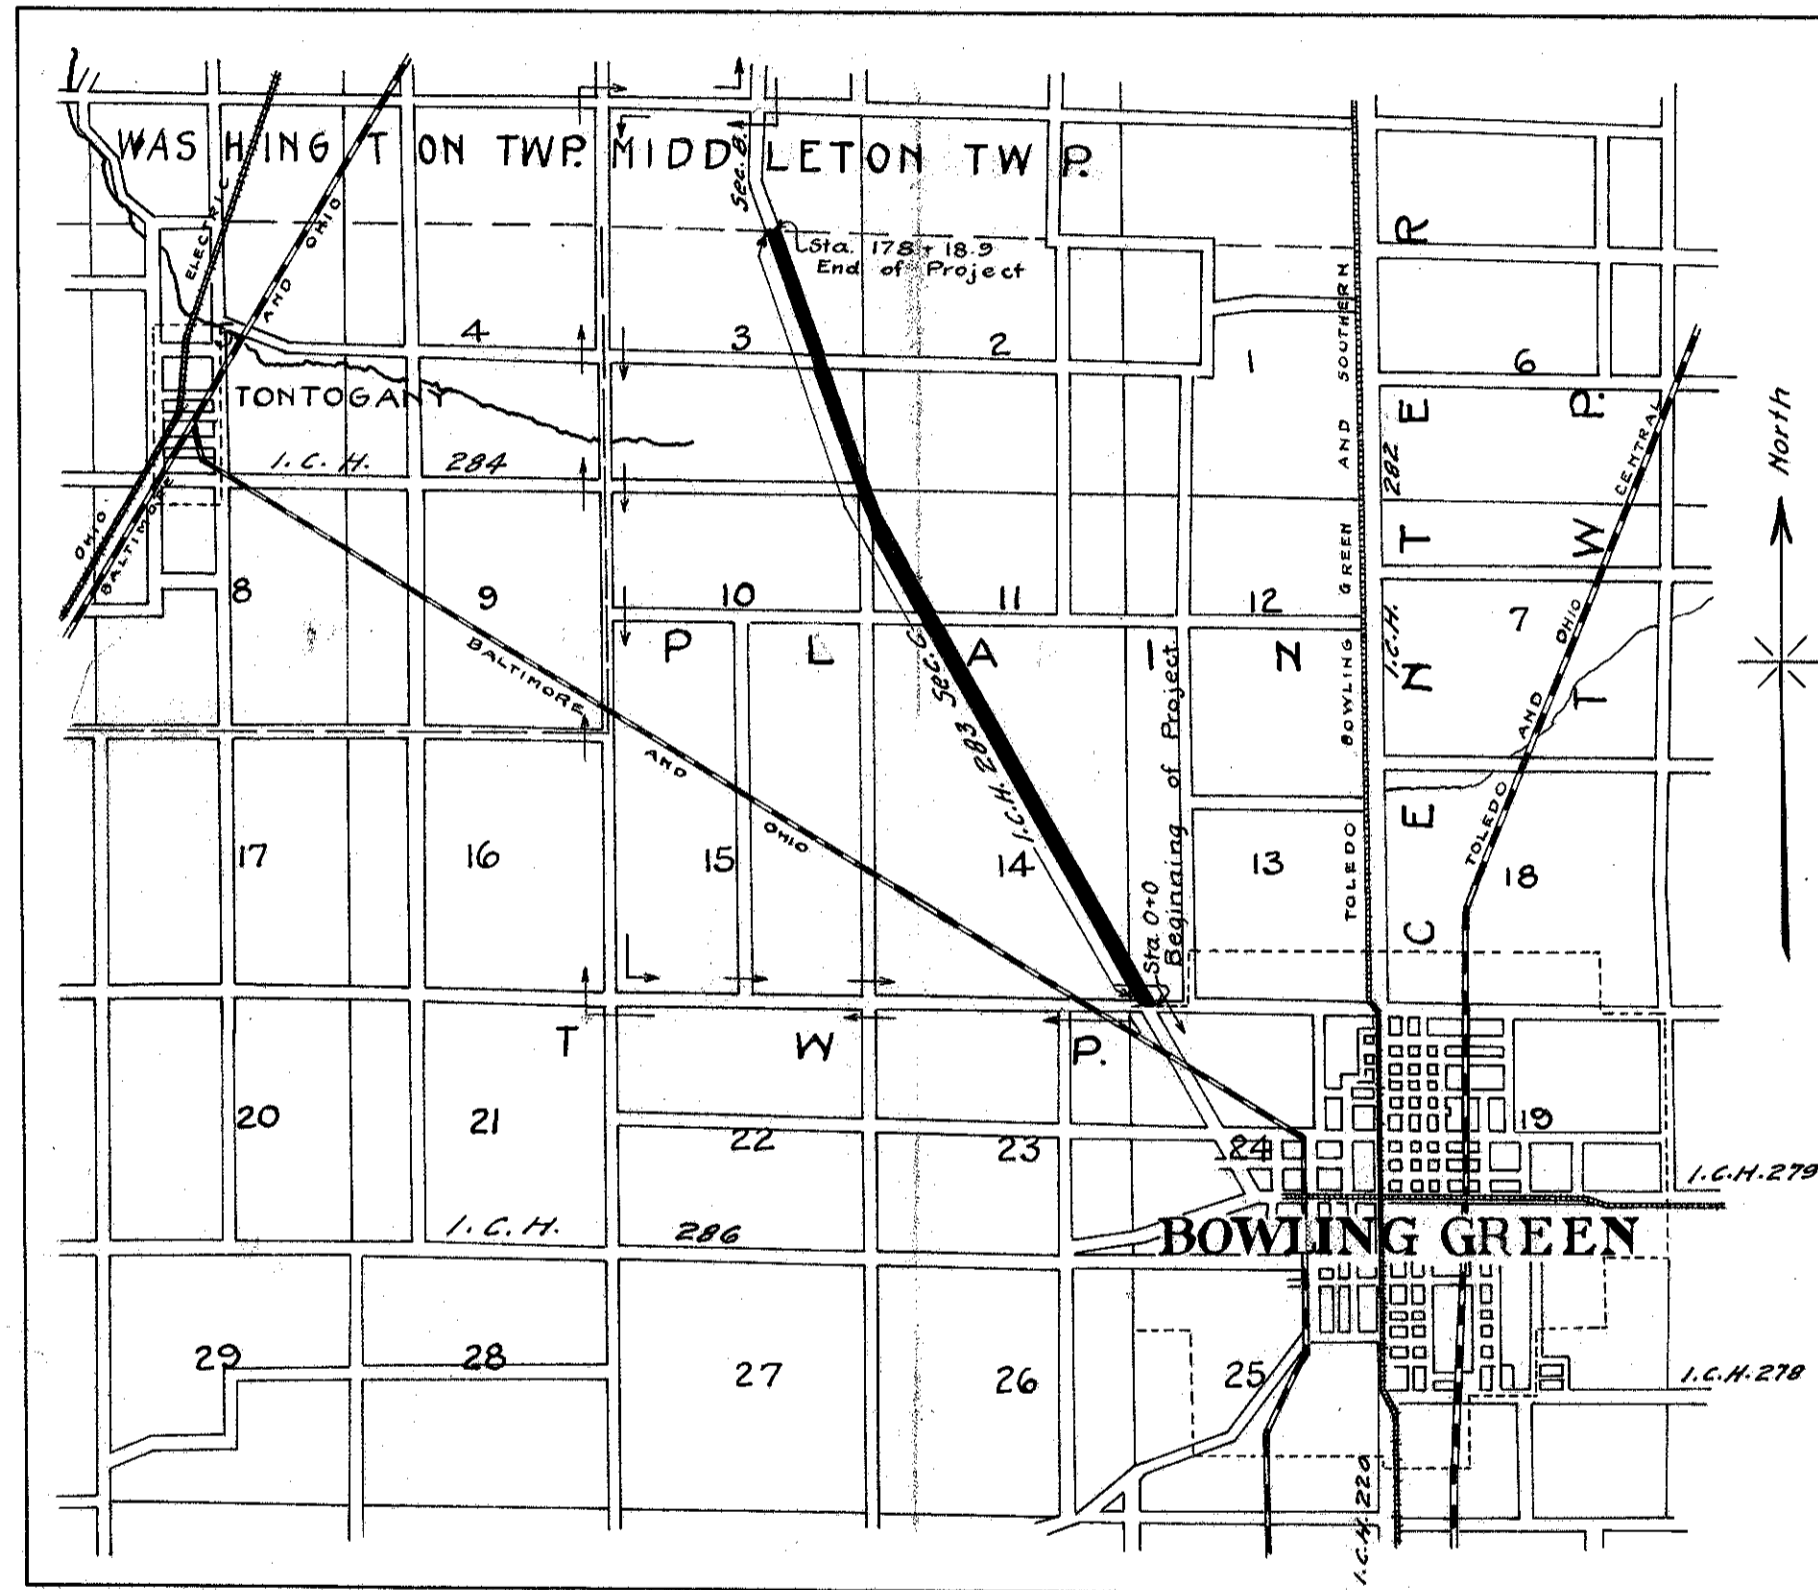 WASHINGTON TWP. MIDDLETON TWP.
Sec. B.
Sta. 178+18.9
End of Project
ELECTRIC
AND OHIO
4
3
2
1
6
TONTOGANY
I.C.H. 284
OHIO
BALTIMORE
8
9
10
11
12
7
PLAIN
TWP.
BALTIMORE AND OHIO
I.C.H. 283 Sec. C
Sta. 0+0
Beginning of Project
TOLEDO BOWLING GREEN AND SOUTHERN
I.C.H. 282
CENTER
TWP.
TOLEDO AND OHIO CENTRAL
North
17
16
15
14
13
18
20
21
22
23
24
19
I.C.H. 279
I.C.H. 286
BOWLING GREEN
29
28
27
26
25
I.C.H. 278
I.C.H. 220